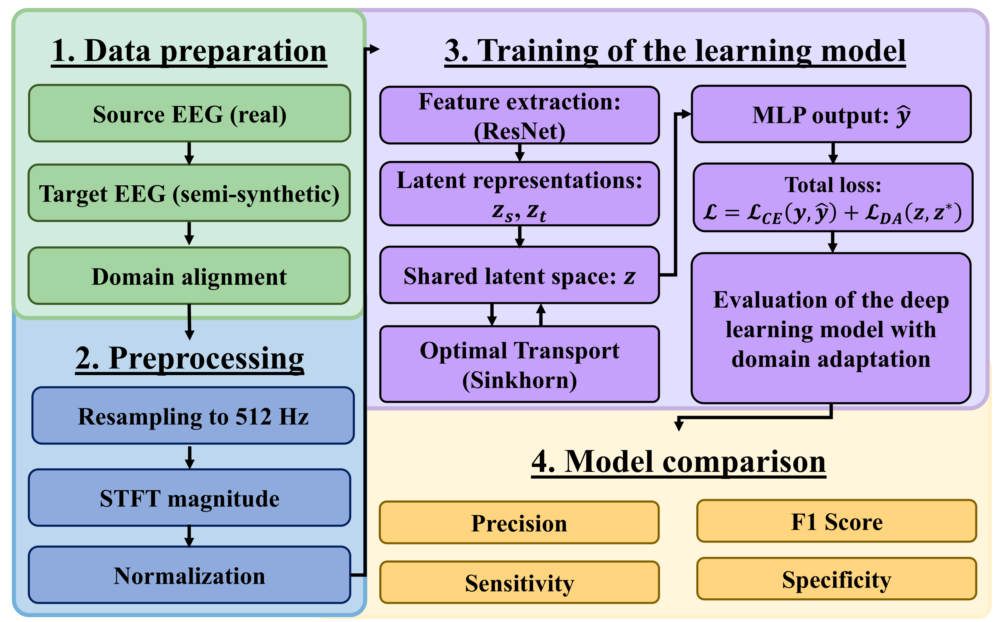 1. Data preparation
Source EEG (real)
Target EEG (semi-synthetic)
Domain alignment
2. Preprocessing
Resampling to 512 Hz
STFT magnitude
Normalization
3. Training of the learning model
Feature extraction:
(ResNet)
Latent representations:
𝒛ₛ, 𝒛ₜ
Shared latent space: 𝒛
Optimal Transport
(Sinkhorn)
MLP output: ŷ
Total loss:
ℒ = ℒ_CE(y, ŷ) + ℒ_DA(z, z*)
Evaluation of the deep
learning model with
domain adaptation
4. Model comparison
Precision
F1 Score
Sensitivity
Specificity